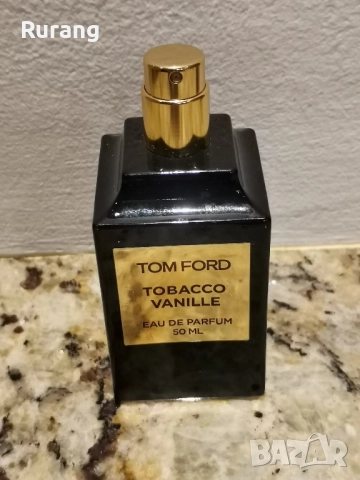 Rurang
TOM FORD
TOBACCO
VANILLE
EAU DE PARFUM
50 ML
BAZAR